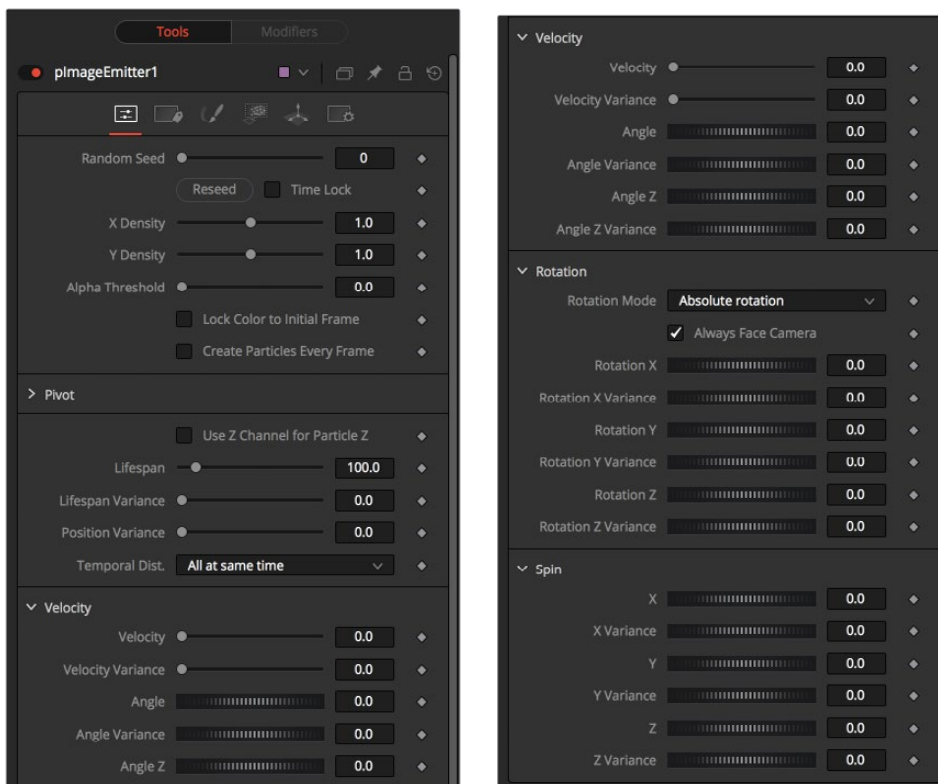 Tools Modifiers
pImageEmitter1
Random Seed 0
Reseed Time Lock
X Density 1.0
Y Density 1.0
Alpha Threshold 0.0
Lock Color to Initial Frame
Create Particles Every Frame
Pivot
Use Z Channel for Particle Z
Lifespan 100.0
Lifespan Variance 0.0
Position Variance 0.0
Temporal Dist. All at same time
Velocity
Velocity 0.0
Velocity Variance 0.0
Angle 0.0
Angle Variance 0.0
Angle Z 0.0
Velocity
Velocity 0.0
Velocity Variance 0.0
Angle 0.0
Angle Variance 0.0
Angle Z 0.0
Angle Z Variance 0.0
Rotation
Rotation Mode Absolute rotation
Always Face Camera
Rotation X 0.0
Rotation X Variance 0.0
Rotation Y 0.0
Rotation Y Variance 0.0
Rotation Z 0.0
Rotation Z Variance 0.0
Spin
X 0.0
X Variance 0.0
Y 0.0
Y Variance 0.0
Z 0.0
Z Variance 0.0